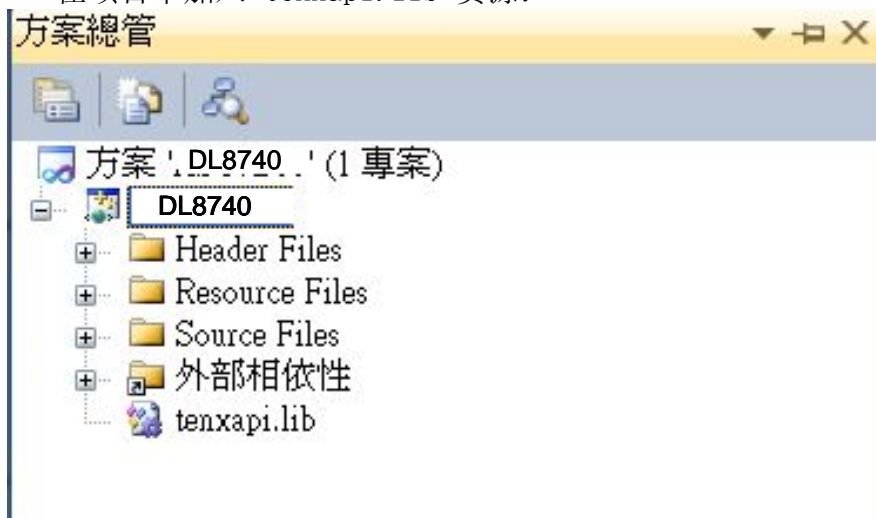 方案總管
方案 'DL8740 ' (1 專案)
DL8740
Header Files
Resource Files
Source Files
外部相依性
tenxapi.lib